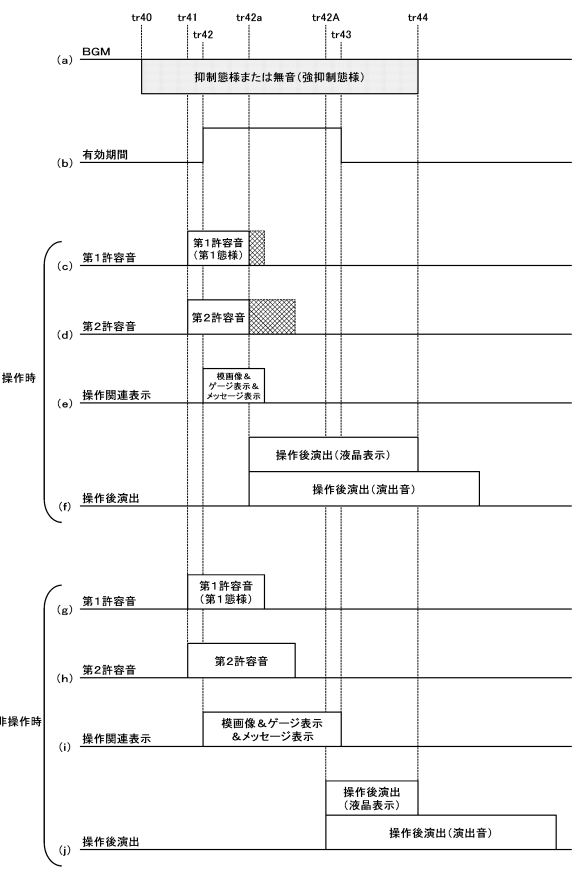 tr40
tr41
tr42
tr42a
tr42A
tr43
tr44
(a) BGM
抑制態様または無音(強抑制態様)
(b) 有効期間
操作時
(c) 第1許容音
第1許容音
(第1態様)
(d) 第2許容音
第2許容音
(e) 操作関連表示
模画像&
ゲージ表示&
メッセージ表示
(f) 操作後演出
操作後演出(液晶表示)
操作後演出(演出音)
非操作時
(g) 第1許容音
第1許容音
(第1態様)
(h) 第2許容音
第2許容音
(i) 操作関連表示
模画像&ゲージ表示
&メッセージ表示
(j) 操作後演出
操作後演出
(液晶表示)
操作後演出(演出音)